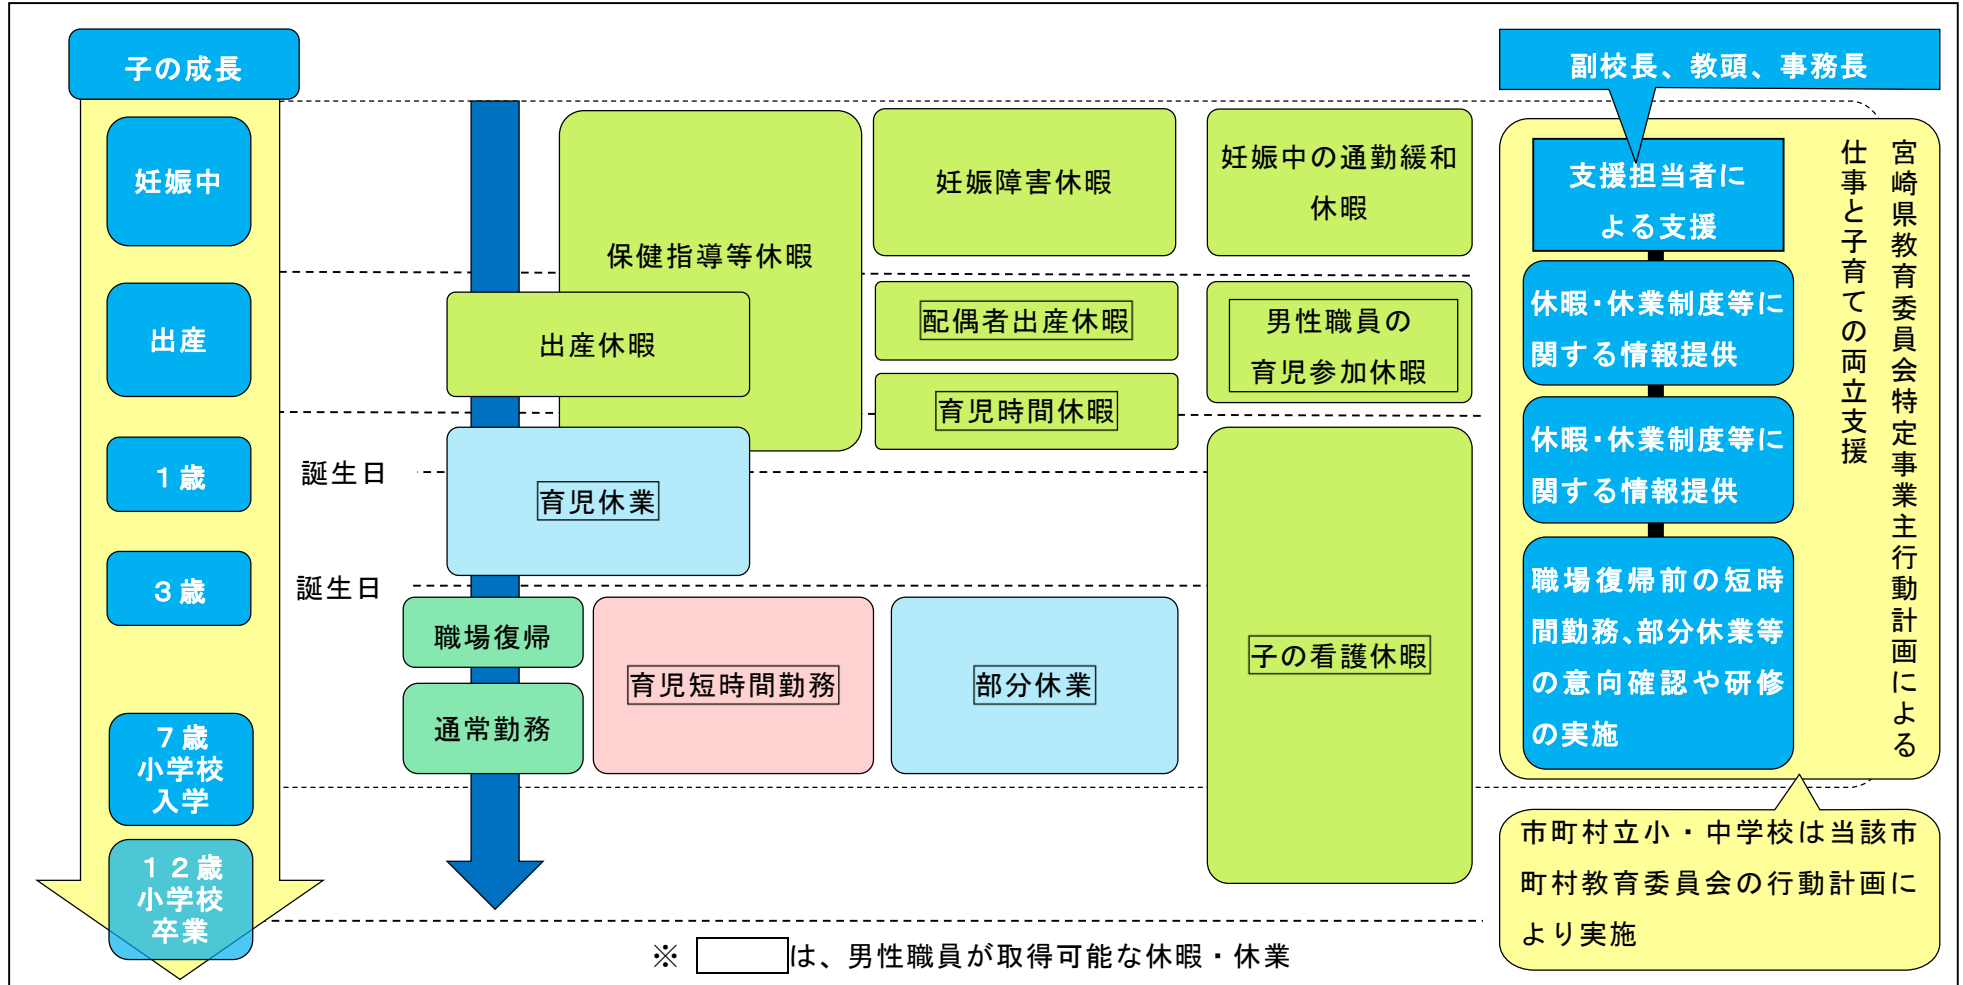 子の成長
妊娠中
出産
１歳
３歳
７歳
小学校
入学
１２歳
小学校
卒業
誕生日
誕生日
保健指導等休暇
妊娠障害休暇
妊娠中の通勤緩和
休暇
出産休暇
配偶者出産休暇
男性職員の
育児参加休暇
育児時間休暇
育児休業
職場復帰
通常勤務
育児短時間勤務
部分休業
子の看護休暇
※ は、男性職員が取得可能な休暇・休業
副校長、教頭、事務長
支援担当者に
よる支援
休暇・休業制度等に
関する情報提供
休暇・休業制度等に
関する情報提供
職場復帰前の短時
間勤務、部分休業等
の意向確認や研修
の実施
宮崎県教育委員会特定事業主行動計画による
仕事と子育ての両立支援
市町村立小・中学校は当該市
町村教育委員会の行動計画に
より実施